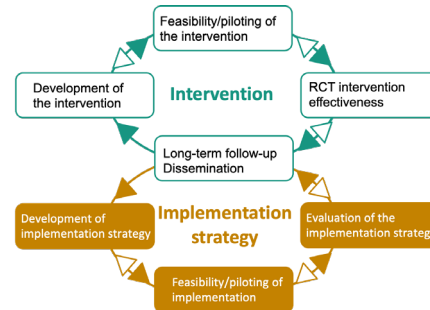 Feasibility/piloting of
the intervention
Development of
the intervention
Intervention
RCT intervention
effectiveness
Long-term follow-up
Dissemination
Development of
implementation strategy
Implementation
strategy
Evaluation of the
implementation strateg
Feasibility/piloting of
implementation